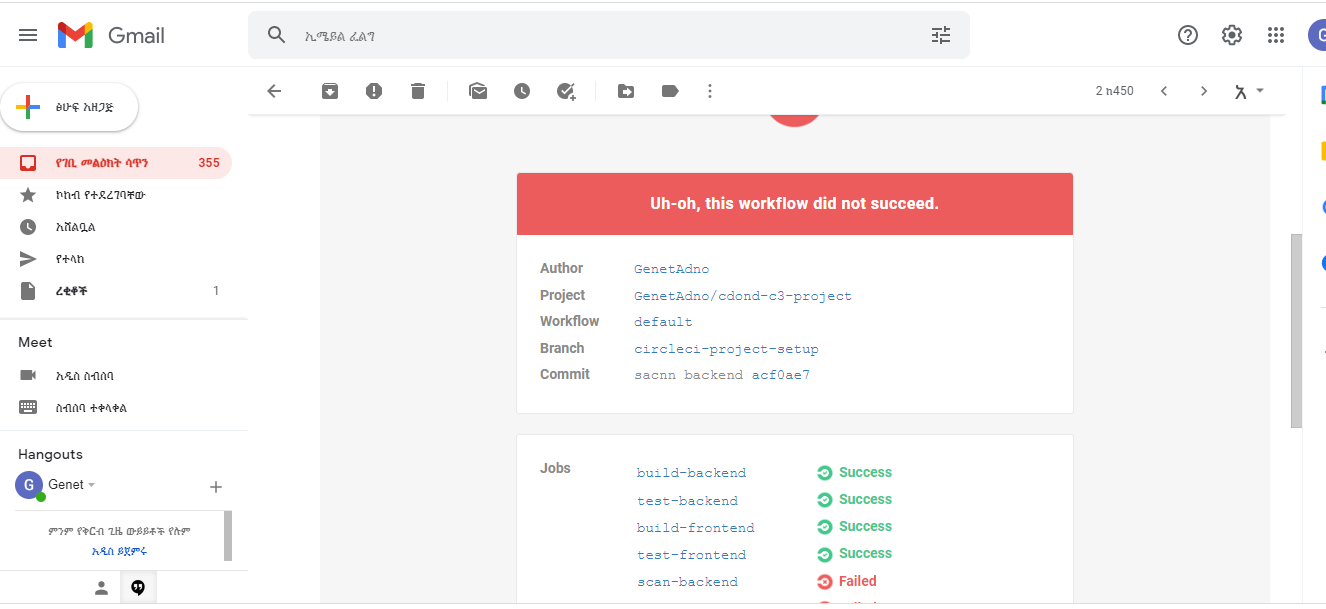 Gmail
ኢሜይል ፈልግ
G
ፅሁፍ አዘጋጅ
2 ከ450
የገቢ መልዕክት ሳጥን 355
ኮከብ የተደረገባቸው
አሸልቧል
የተላከ
ረቂቆች 1
Meet
አዲስ ስብሰባ
ስብሰባ ተቀላቀል
Hangouts
G Genet
ምንም የቅርብ ጊዜ ውይይቶች የሉም
አዲስ ይጀምሩ
Uh-oh, this workflow did not succeed.
Author GenetAdno
Project GenetAdno/cdond-c3-project
Workflow default
Branch circleci-project-setup
Commit sacnn backend acf0ae7
Jobs build-backend Success
test-backend Success
build-frontend Success
test-frontend Success
scan-backend Failed